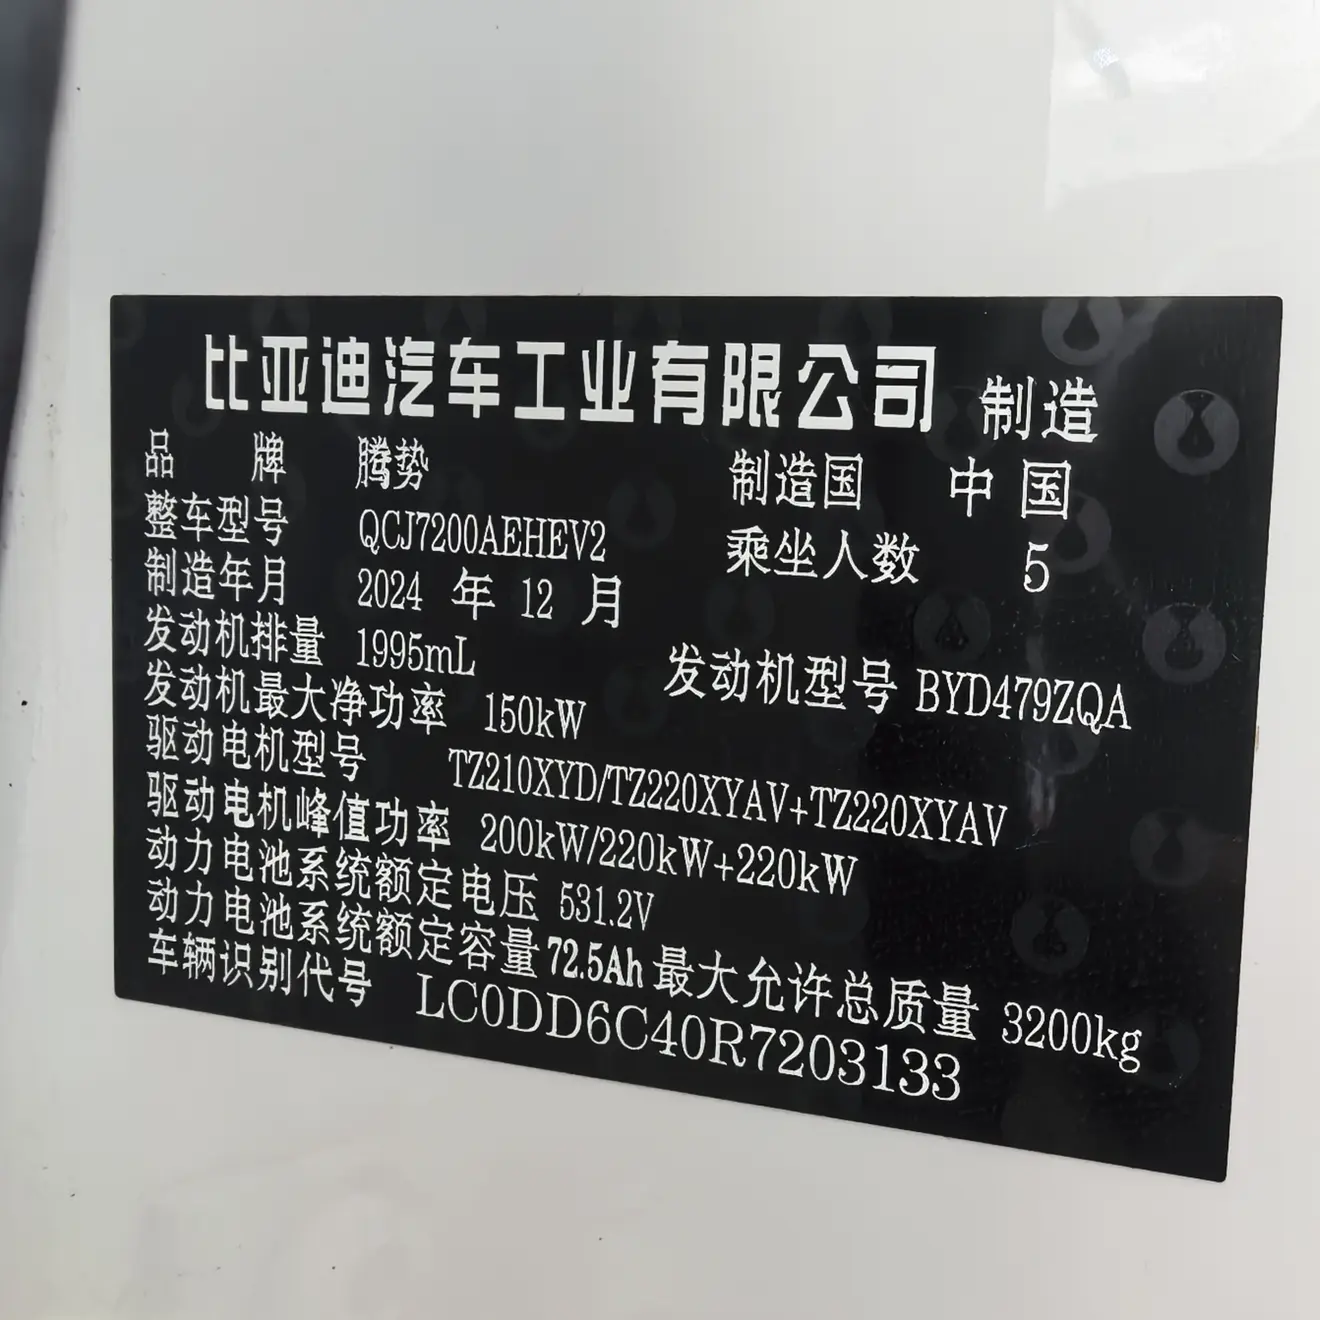 比亚迪汽车工业有限公司 制造
品 牌 腾势 制造国 中国
整车型号 QCJ7200AEHEV2 乘坐人数 5
制造年月 2024 年 12 月
发动机排量 1995mL 发动机型号 BYD479ZQA
发动机最大净功率 150kW
驱动电机型号 TZ210XYD/TZ220XYAV+TZ220XYAV
驱动电机峰值功率 200kW/220kW+220kW
动力电池系统额定电压 531.2V
动力电池系统额定容量 72.5Ah 最大允许总质量 3200kg
车辆识别代号 LC0DD6C40R7203133